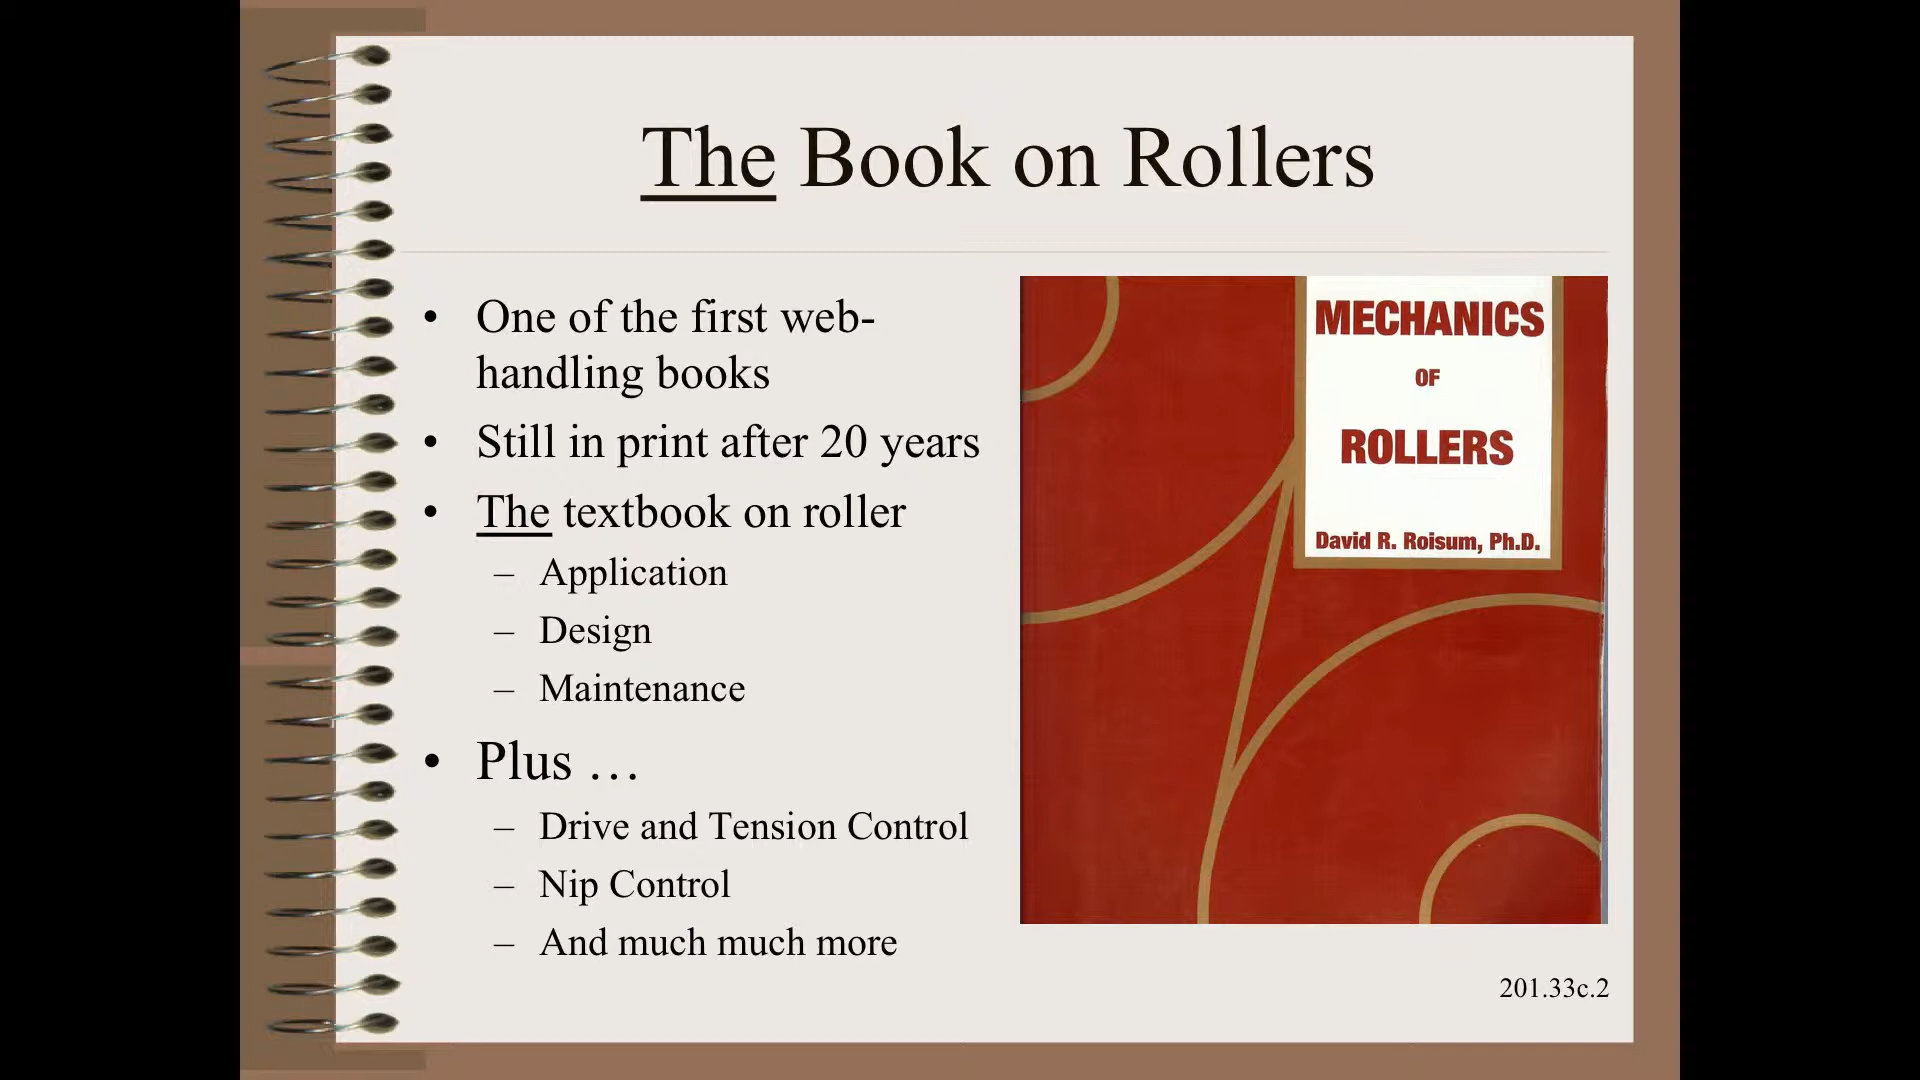 The Book on Rollers
• One of the first web-
handling books
• Still in print after 20 years
• The textbook on roller
– Application
– Design
– Maintenance
• Plus …
– Drive and Tension Control
– Nip Control
– And much much more
MECHANICS
OF
ROLLERS
David R. Roisum, Ph.D.
201.33c.2